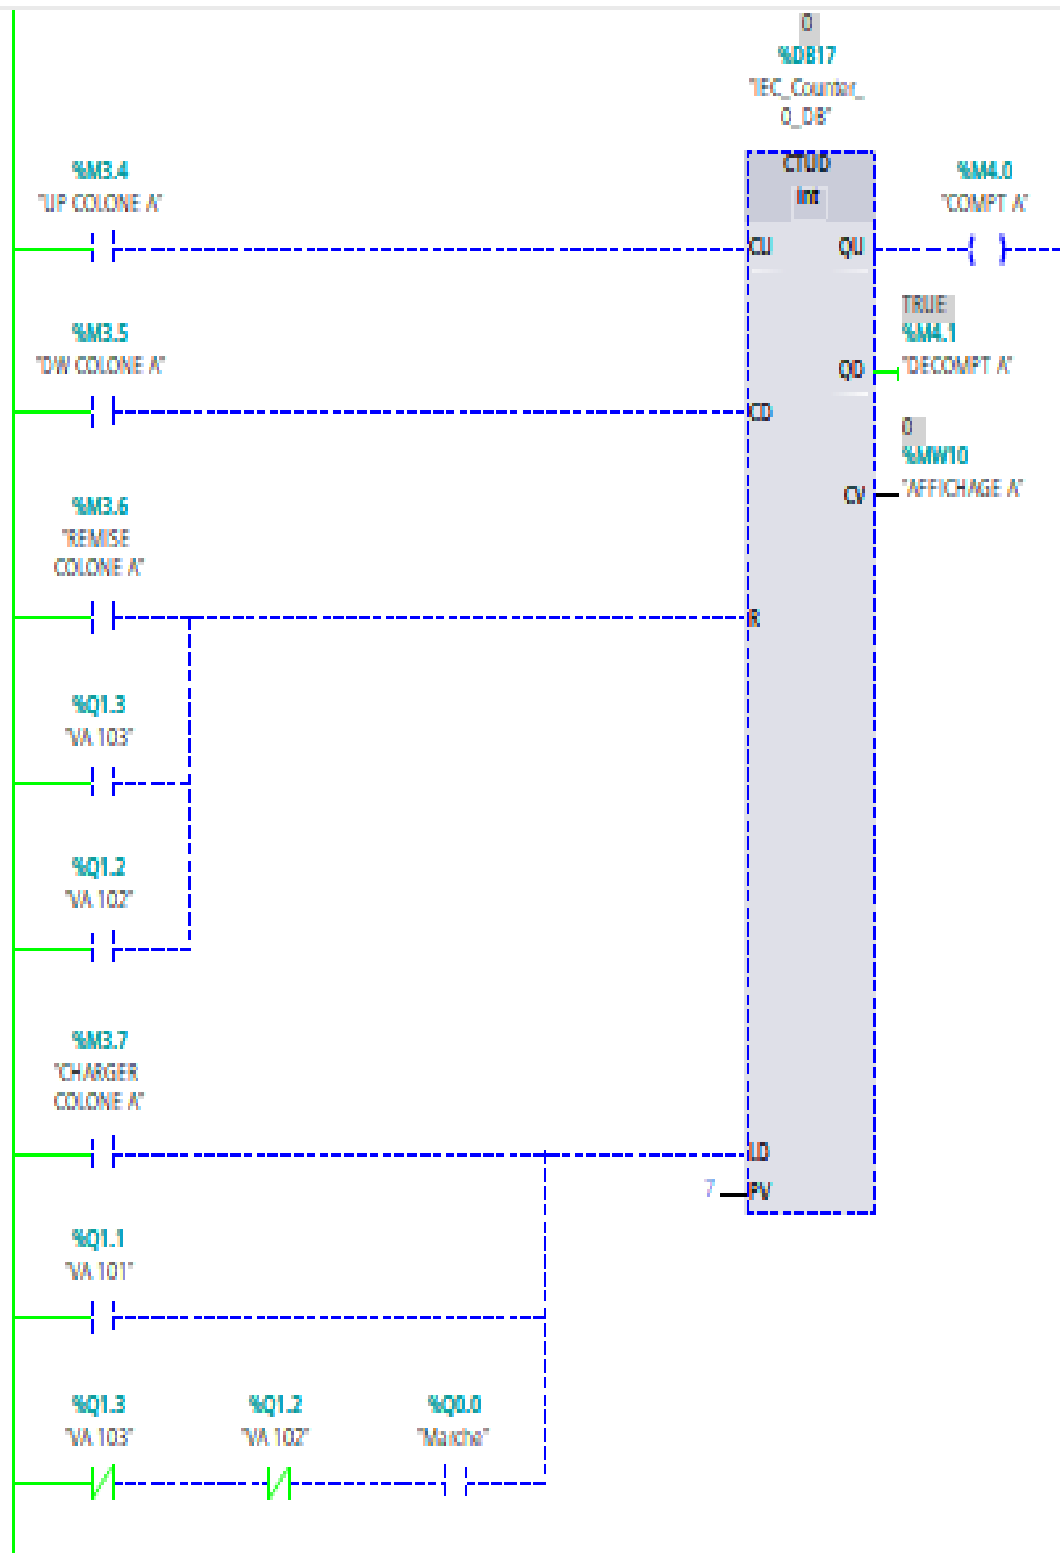 0
%DB17
"IEC_Counter_
0_DB"
CTUD
Int
%M3.4
"UP COLONE A"
CU
QU
%M4.0
"COMPT A"
%M3.5
"DW COLONE A"
CD
QD
TRUE
%M4.1
"DECOMPT A"
0
%MW10
"AFFICHAGE A"
CV
%M3.6
"REMISE
COLONE A"
R
%Q1.3
"VA 103"
%Q1.2
"VA 102"
%M3.7
"CHARGER
COLONE A"
LD
7
PV
%Q1.1
"VA 101"
%Q1.3
"VA 103"
%Q1.2
"VA 102"
%Q0.0
"Marche"